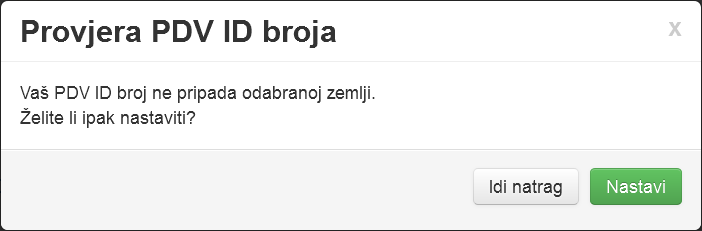 Provjera PDV ID broja
x
Vaš PDV ID broj ne pripada odabranoj zemlji.
Želite li ipak nastaviti?
Idi natrag
Nastavi